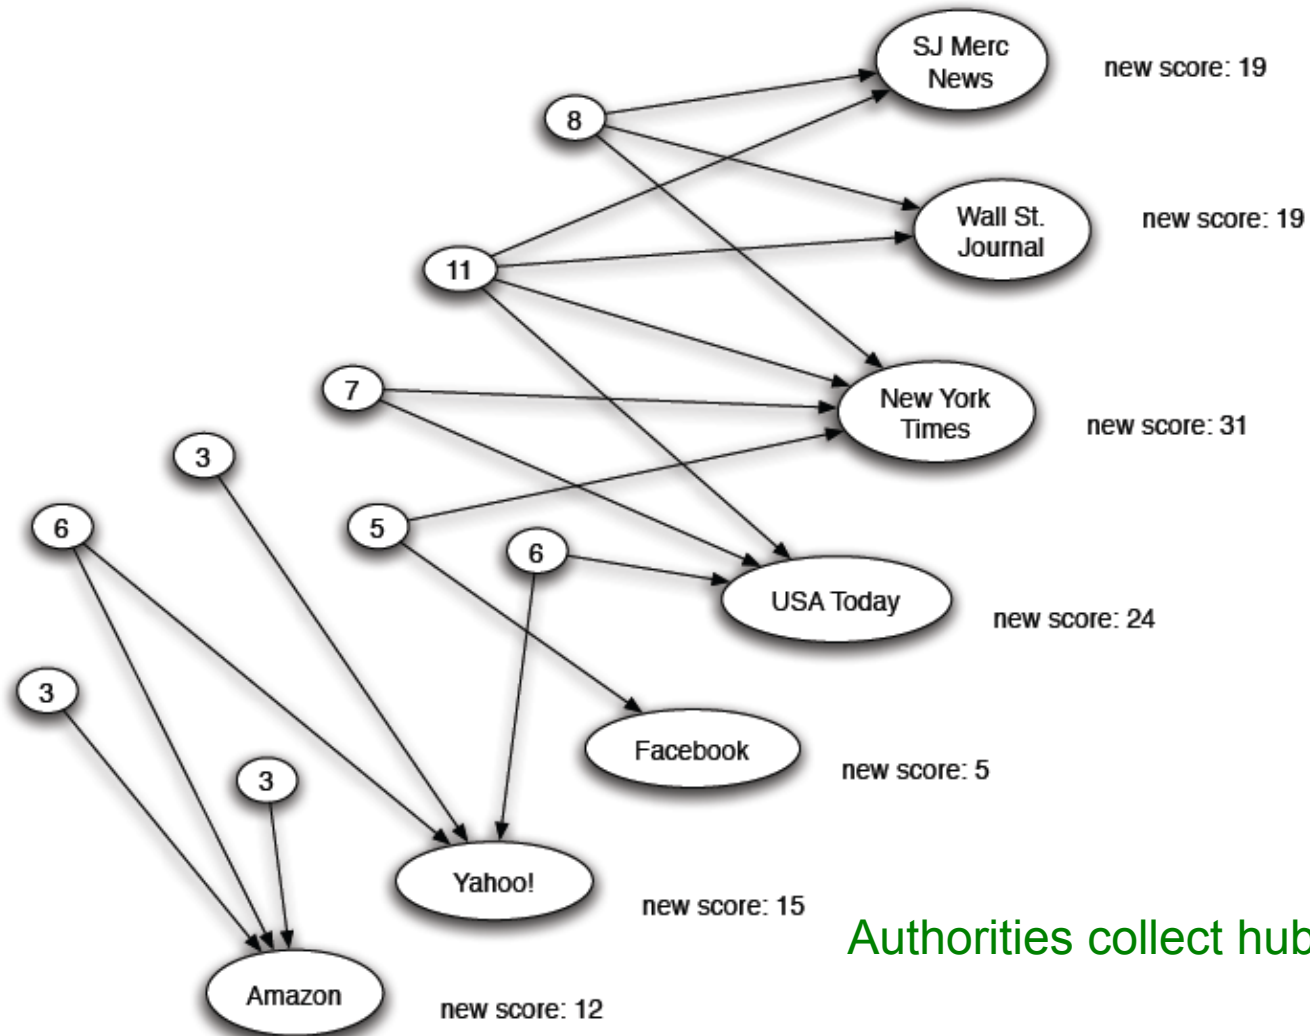 SJ Merc
News
new score: 19
8
Wall St.
Journal
new score: 19
11
7
New York
Times
new score: 31
3
6
5
6
USA Today
new score: 24
3
Facebook
new score: 5
3
Yahoo!
new score: 15
Authorities collect hub
Amazon
new score: 12